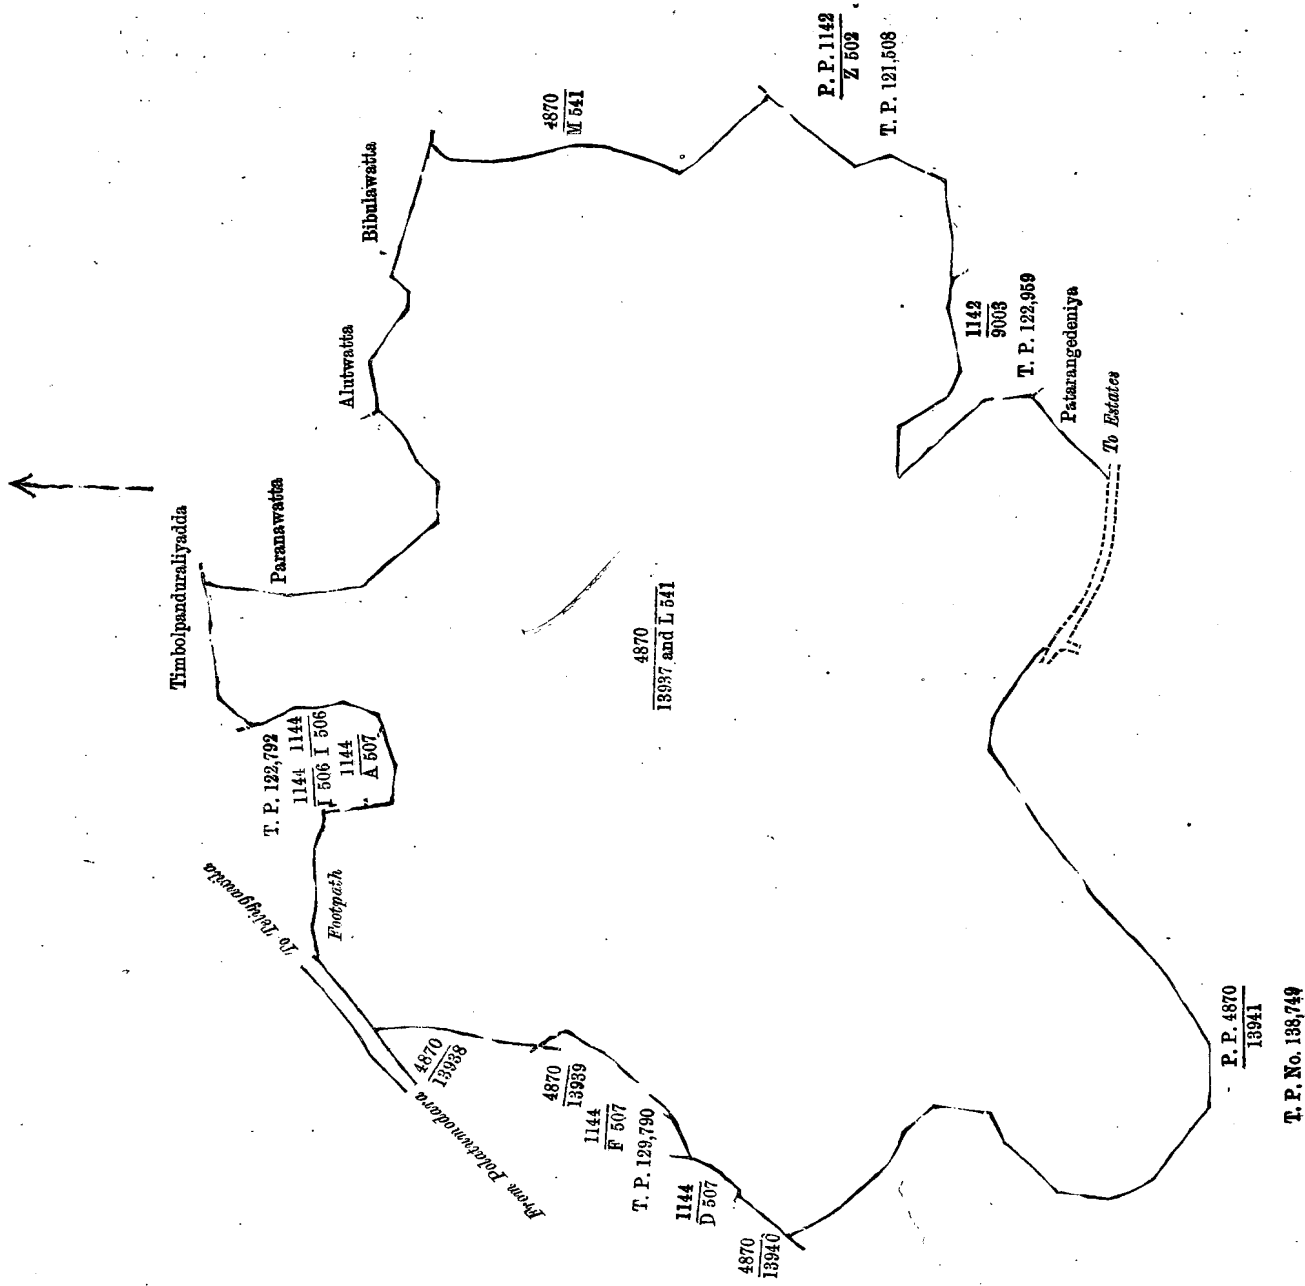 P. P. 1142
Z 502
T. P. 121,508
4870
M 541
Bibulawatta
Alutwatta
Paranawatta
Timbolpanduraliyadda
T. P. 122,792
1144 1144
I 506 I 506
1144
A 507
Footpath
To
From Polatumodara
4870
13938
4870
13939
1144
F 507
T. P. 129,790
1144
D 507
4870
13940
4870
13937 and L 541
1142
9003
T. P. 122,959
Patarangedeniya
To Estates
P. P. 4870
13941
T. P. No. 138,749